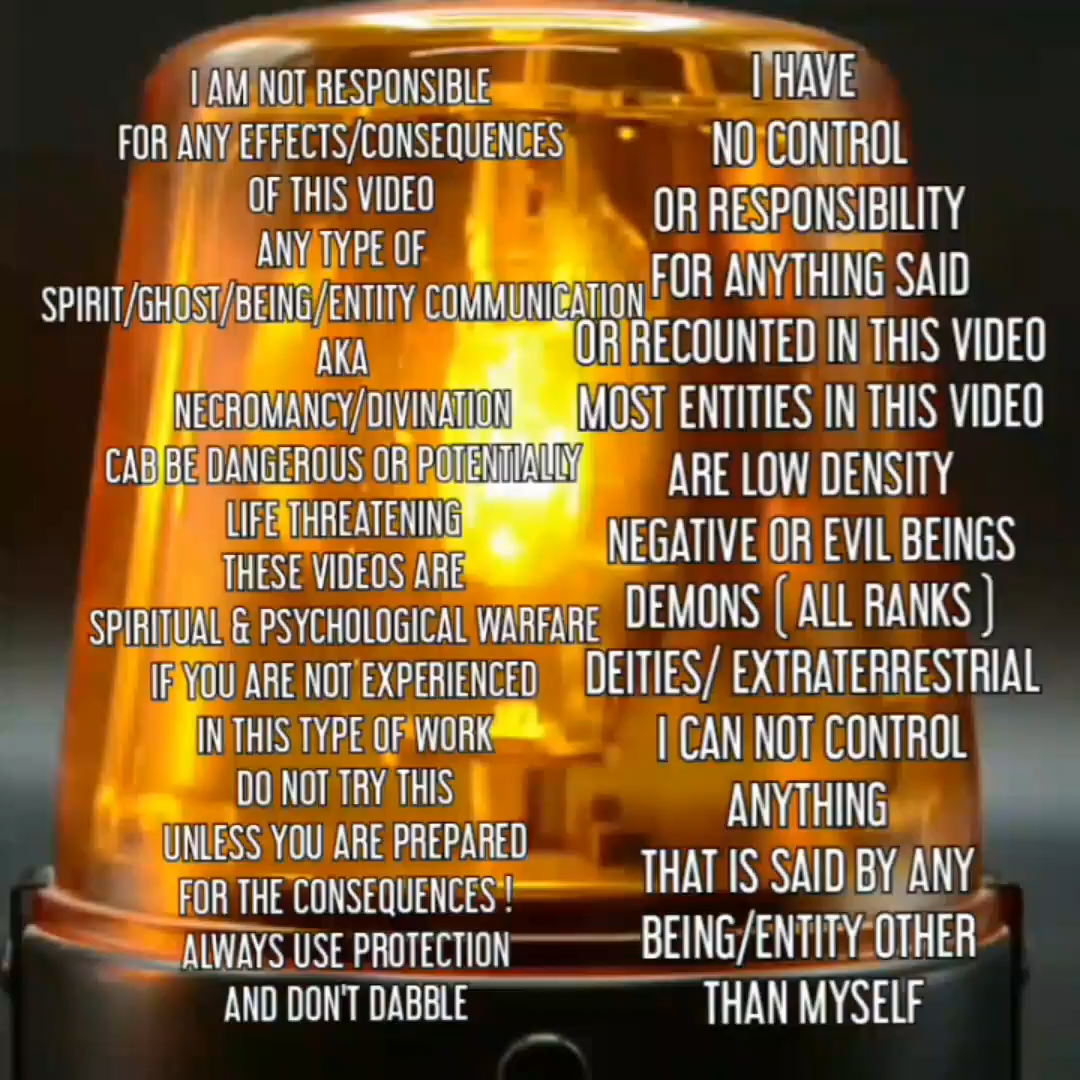 I AM NOT RESPONSIBLE
FOR ANY EFFECTS/CONSEQUENCES
OF THIS VIDEO
ANY TYPE OF
SPIRIT/GHOST/BEING/ENTITY COMMUNICATION
AKA
NECROMANCY/DIVINATION
CAB BE DANGEROUS OR POTENTIALLY
LIFE THREATENING
THESE VIDEOS ARE
SPIRITUAL & PSYCHOLOGICAL WARFARE
IF YOU ARE NOT EXPERIENCED
IN THIS TYPE OF WORK
DO NOT TRY THIS
UNLESS YOU ARE PREPARED
FOR THE CONSEQUENCES !
ALWAYS USE PROTECTION
AND DON'T DABBLE
I HAVE
NO CONTROL
OR RESPONSIBILITY
FOR ANYTHING SAID
OR RECOUNTED IN THIS VIDEO
MOST ENTITIES IN THIS VIDEO
ARE LOW DENSITY
NEGATIVE OR EVIL BEINGS
DEMONS ( ALL RANKS )
DEITIES/ EXTRATERRESTRIAL
I CAN NOT CONTROL
ANYTHING
THAT IS SAID BY ANY
BEING/ENTITY OTHER
THAN MYSELF